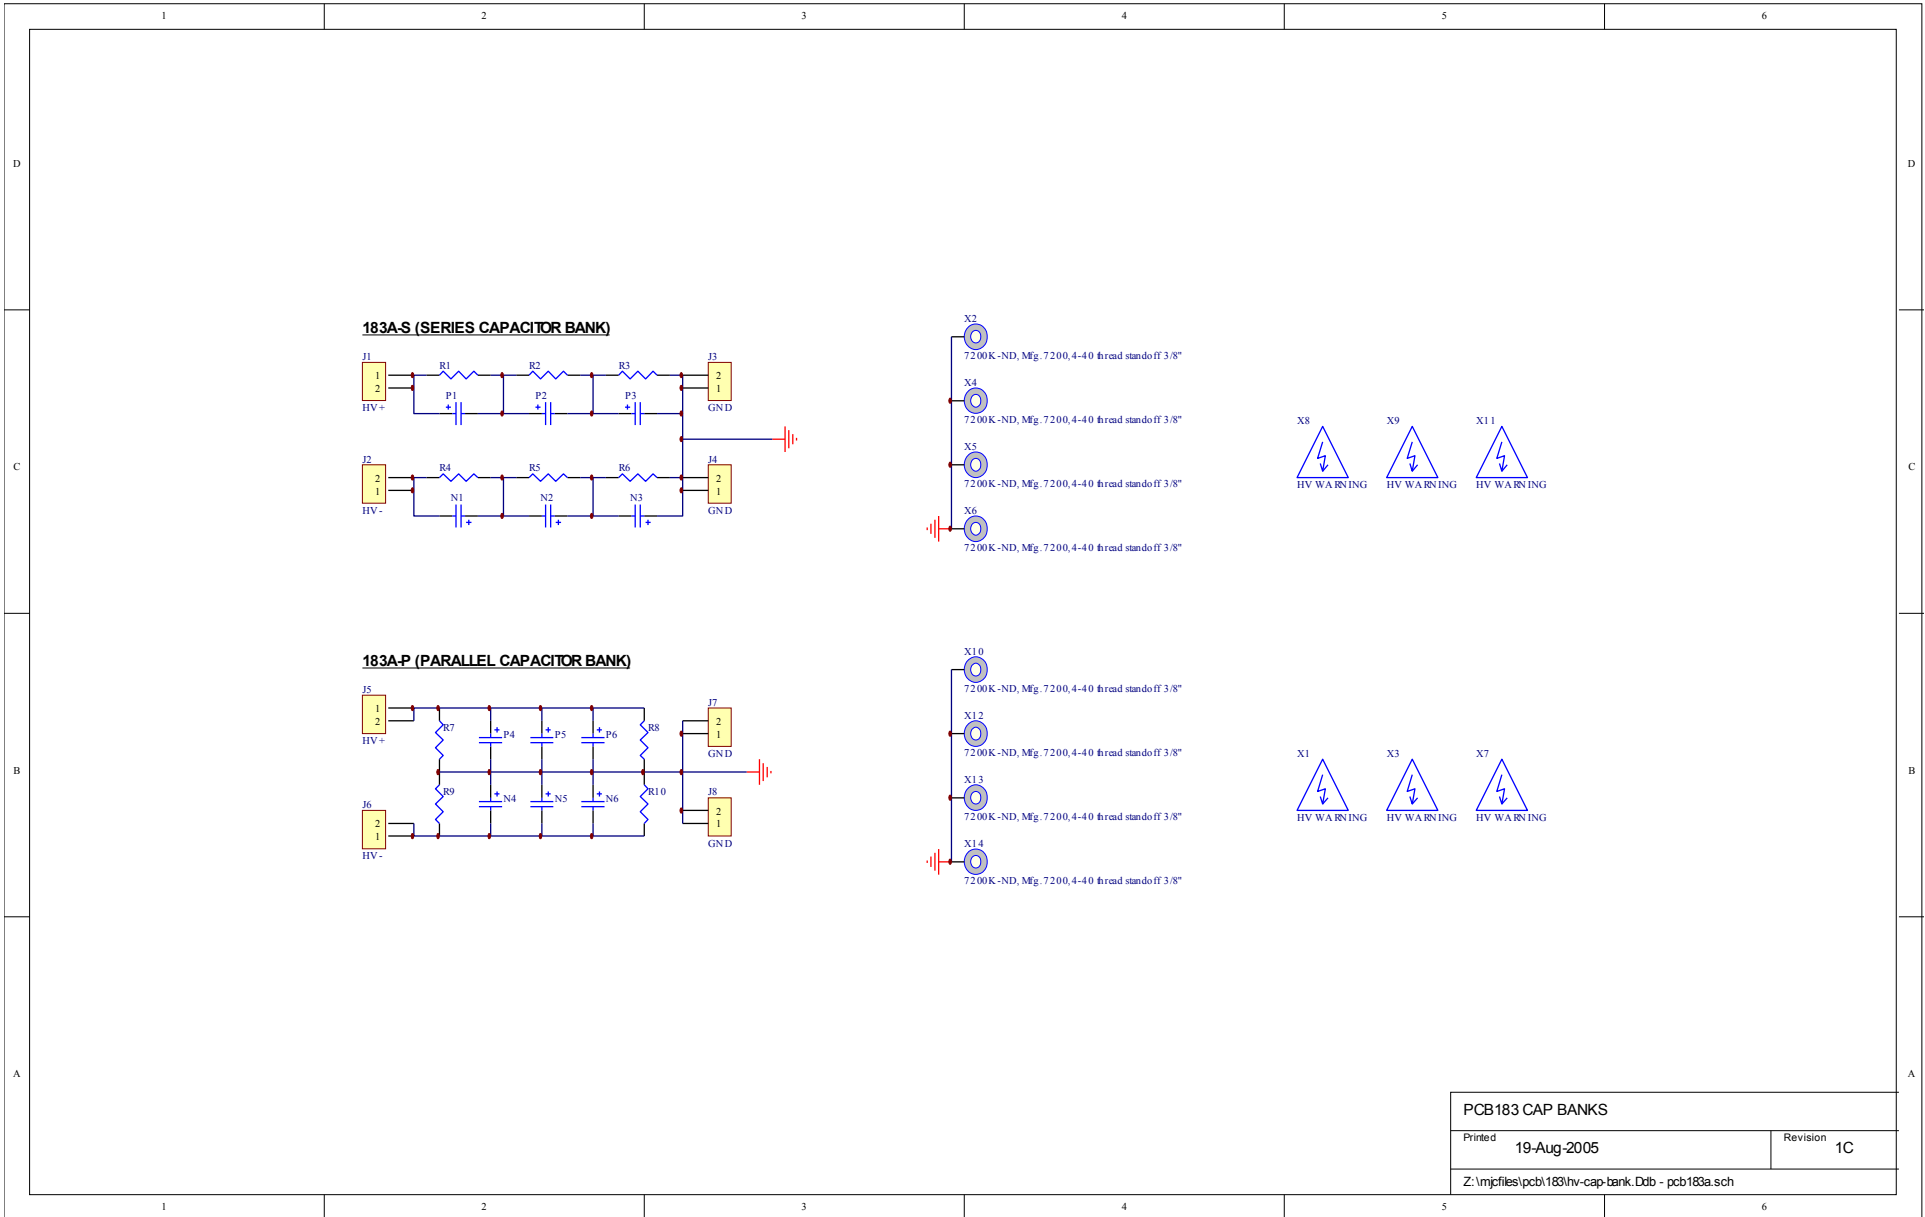 1 2 3 4 5 6
D D
183A-S (SERIES CAPACITOR BANK)
J1 R1 R2 R3 J3
1 2
2 1
P1 P2 P3
+ + +
HV+ GND
J2 R4 R5 R6 J4
2 2
1 1
N1 N2 N3
+ + +
HV- GND
X2
7200K-ND, Mfg. 7200, 4-40 thread standoff 3/8"
X4
7200K-ND, Mfg. 7200, 4-40 thread standoff 3/8"
X5
7200K-ND, Mfg. 7200, 4-40 thread standoff 3/8"
X6
7200K-ND, Mfg. 7200, 4-40 thread standoff 3/8"
X8 X9 X11
HV WARNING HV WARNING HV WARNING
C C
183A-P (PARALLEL CAPACITOR BANK)
J5 J7
1 2
2 1
R7 + P4 + P5 + P6 R8
HV+ GND
R9 + N4 + N5 + N6 R10
J6 J8
2 2
1 1
HV- GND
X10
7200K-ND, Mfg. 7200, 4-40 thread standoff 3/8"
X12
7200K-ND, Mfg. 7200, 4-40 thread standoff 3/8"
X13
7200K-ND, Mfg. 7200, 4-40 thread standoff 3/8"
X14
7200K-ND, Mfg. 7200, 4-40 thread standoff 3/8"
X1 X3 X7
HV WARNING HV WARNING HV WARNING
B B
A A
PCB183 CAP BANKS
Printed 19-Aug-2005 Revision 1C
Z:\mjcfiles\pcb\183\hv-cap-bank.Ddb - pcb183a.sch
1 2 3 4 5 6